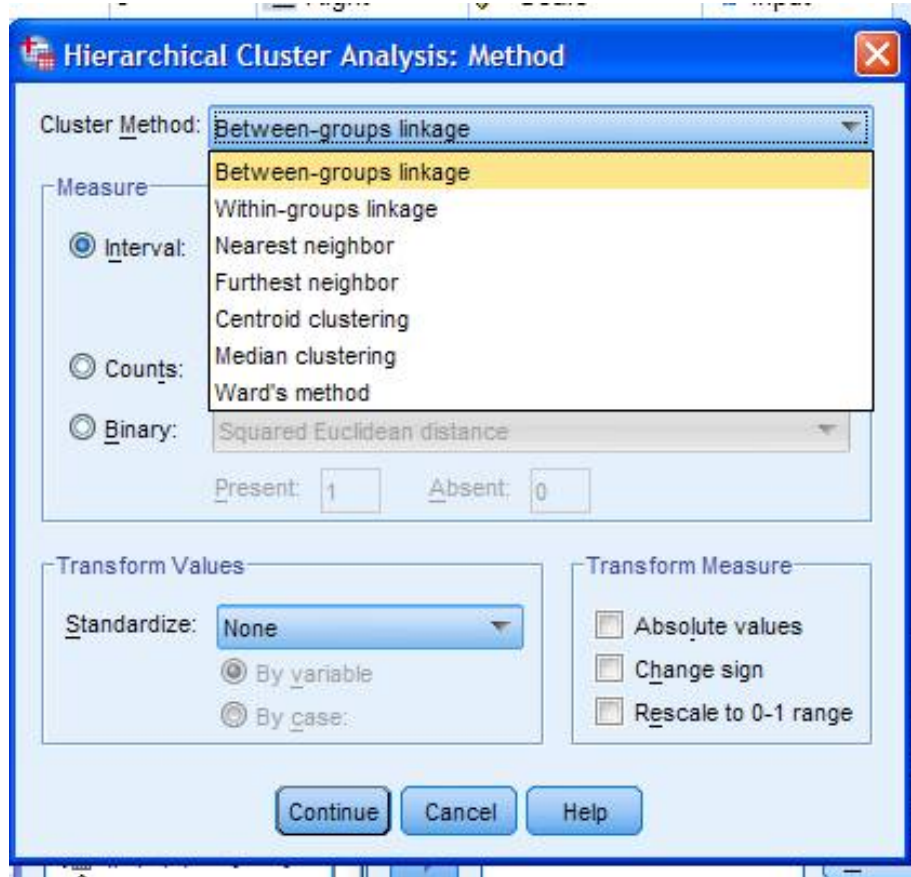 Hierarchical Cluster Analysis: Method
Cluster Method: Between-groups linkage
Between-groups linkage
Measure
Within-groups linkage
Interval: Nearest neighbor
Furthest neighbor
Centroid clustering
Counts: Median clustering
Ward's method
Binary: Squared Euclidean distance
Present: 1 Absent: 0
Transform Values
Standardize: None
By variable
By case:
Transform Measure
Absolute values
Change sign
Rescale to 0-1 range
Continue Cancel Help